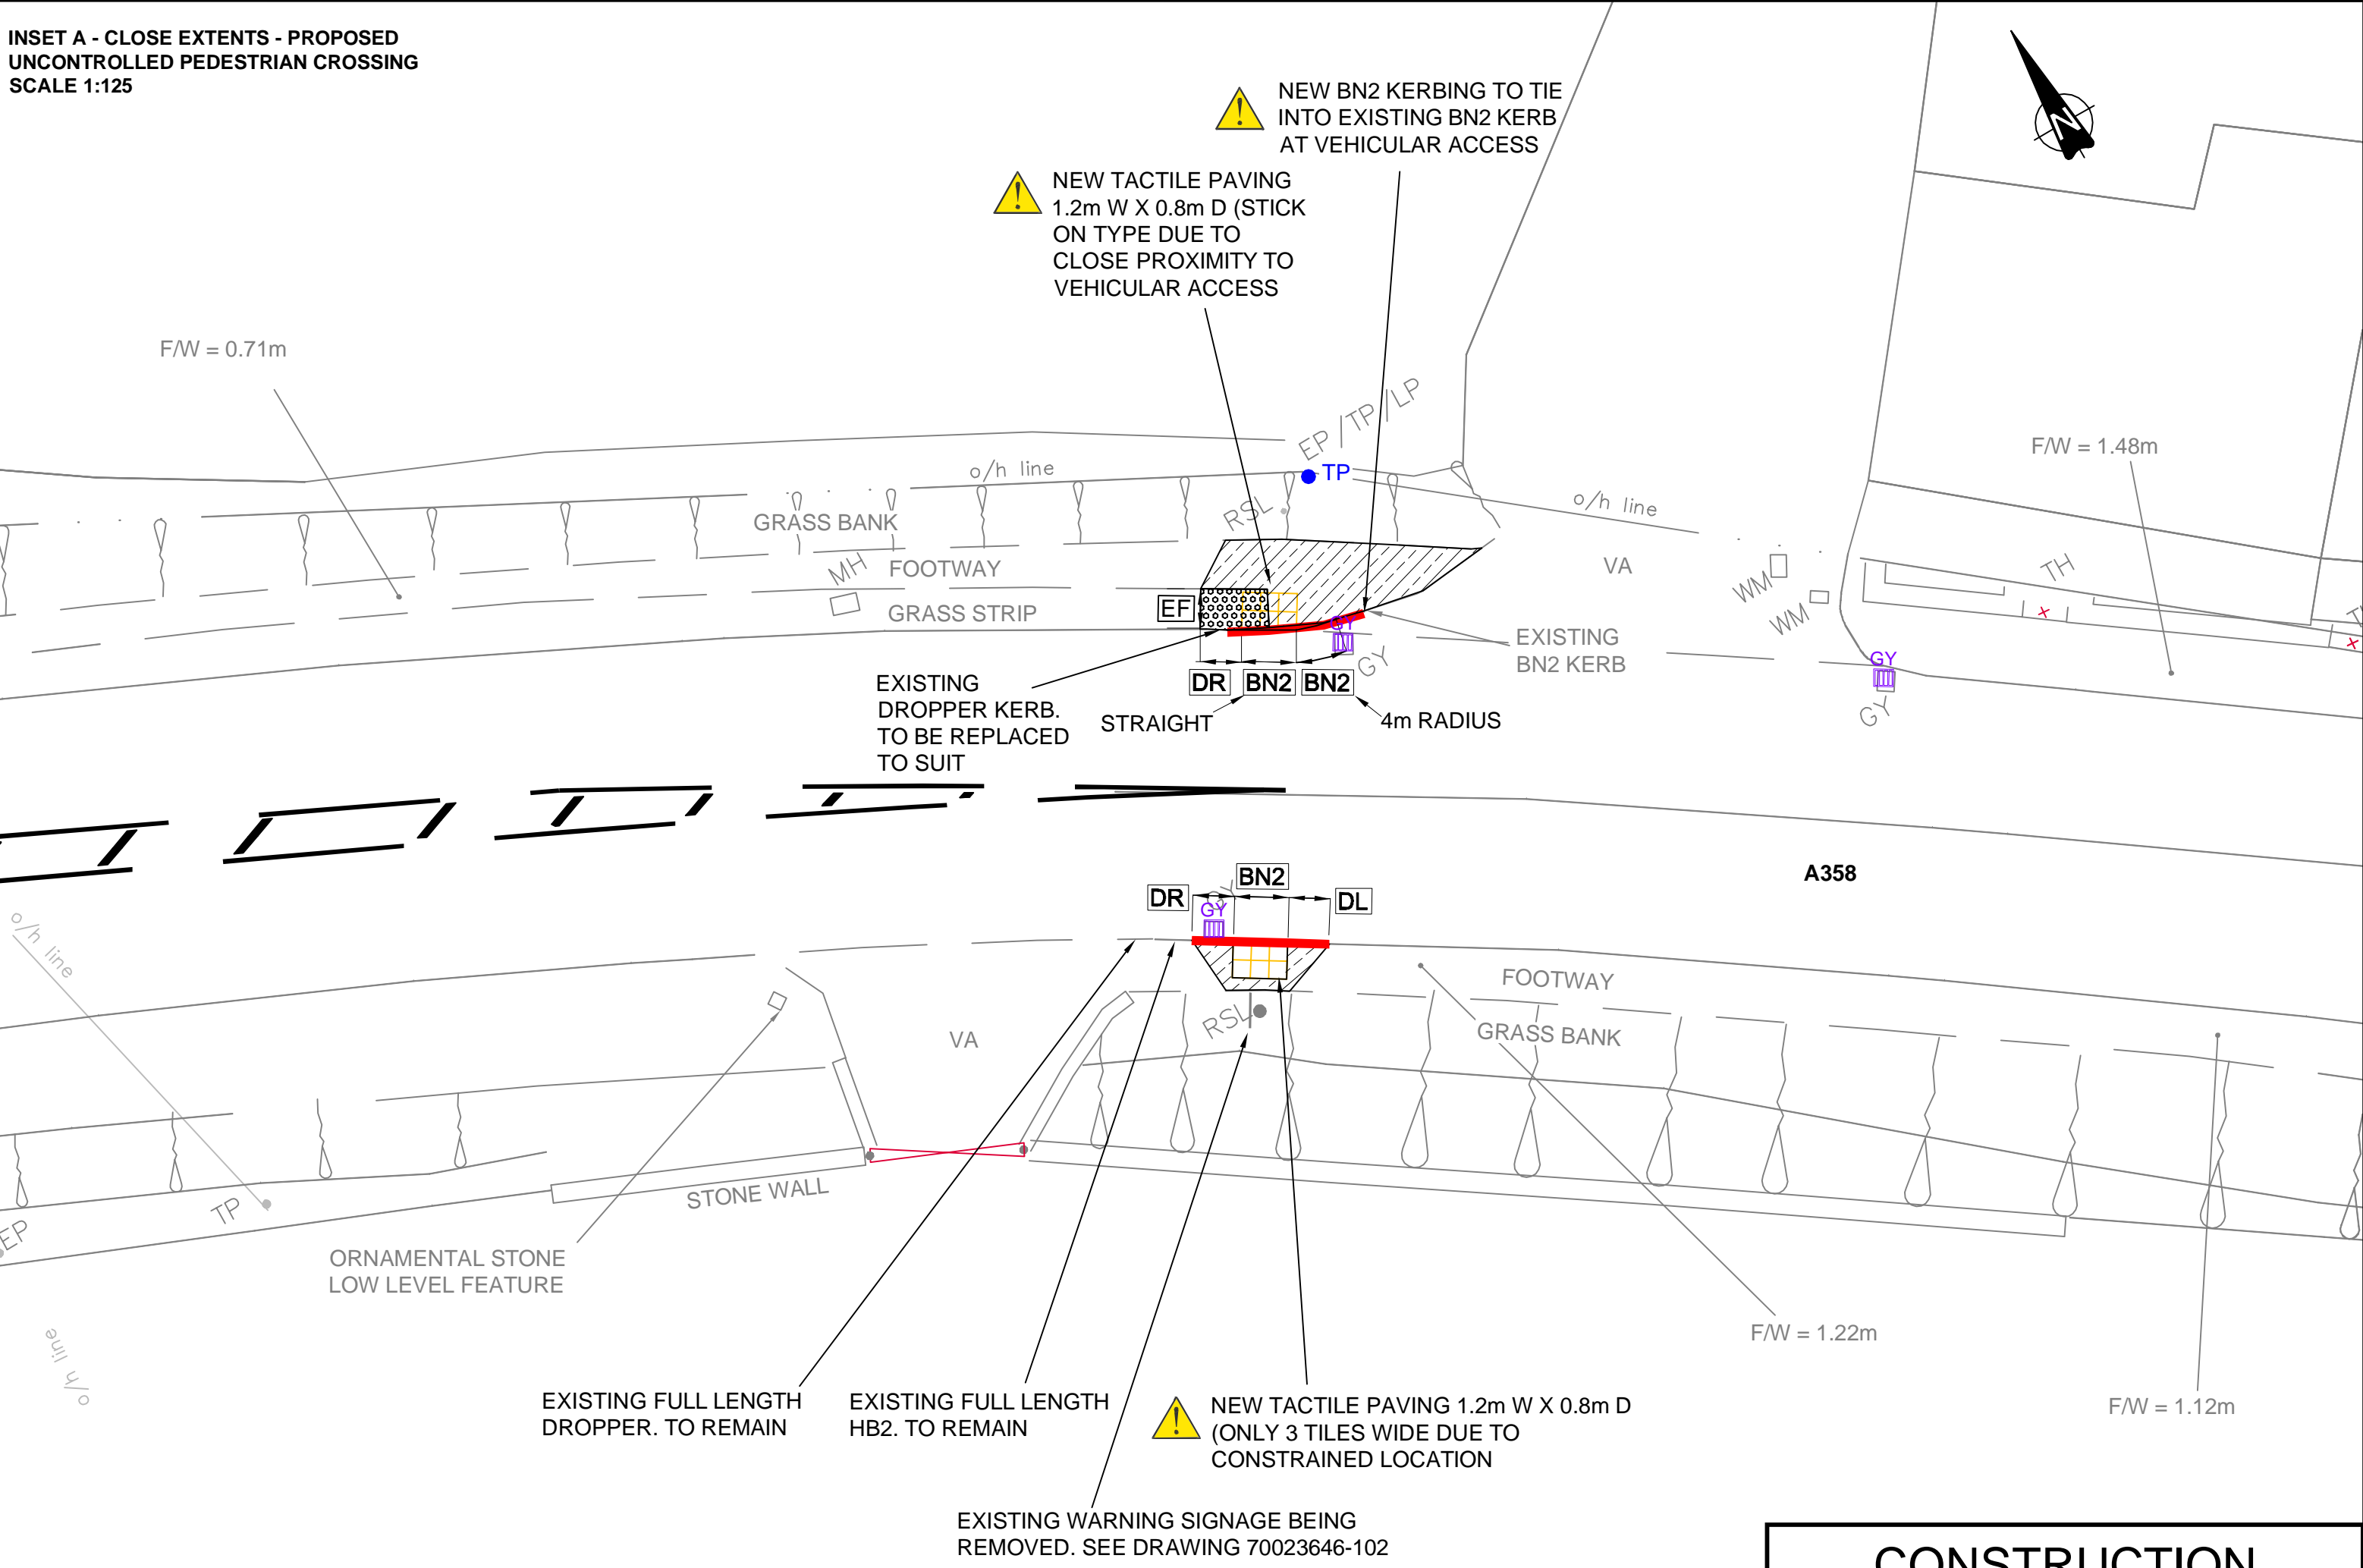 INSET A - CLOSE EXTENTS - PROPOSED
UNCONTROLLED PEDESTRIAN CROSSING
SCALE 1:125
NEW BN2 KERBING TO TIE
INTO EXISTING BN2 KERB
AT VEHICULAR ACCESS
N
NEW TACTILE PAVING
1.2m W X 0.8m D (STICK
ON TYPE DUE TO
CLOSE PROXIMITY TO
VEHICULAR ACCESS
F/W = 0.71m
EP/TP/LP
F/W = 1.48m
o/h line
TP
o/h line
RSL
GRASS BANK
VA
FOOTWAY
MH
TH
WM
WM
EF
GRASS STRIP
GY
EXISTING
BN2 KERB
GY
GY
GY
DR
BN2
BN2
STRAIGHT
4m RADIUS
EXISTING
DROPPER KERB.
TO BE REPLACED
TO SUIT
A358
BN2
DR
GY
GY
DL
o/h line
FOOTWAY
RSL
GRASS BANK
VA
STONE WALL
TP
EP
ORNAMENTAL STONE
LOW LEVEL FEATURE
F/W = 1.22m
o/h line
EXISTING FULL LENGTH
DROPPER. TO REMAIN
EXISTING FULL LENGTH
HB2. TO REMAIN
NEW TACTILE PAVING 1.2m W X 0.8m D
(ONLY 3 TILES WIDE DUE TO
CONSTRAINED LOCATION
F/W = 1.12m
EXISTING WARNING SIGNAGE BEING
REMOVED. SEE DRAWING 70023646-102
CONSTRUCTION